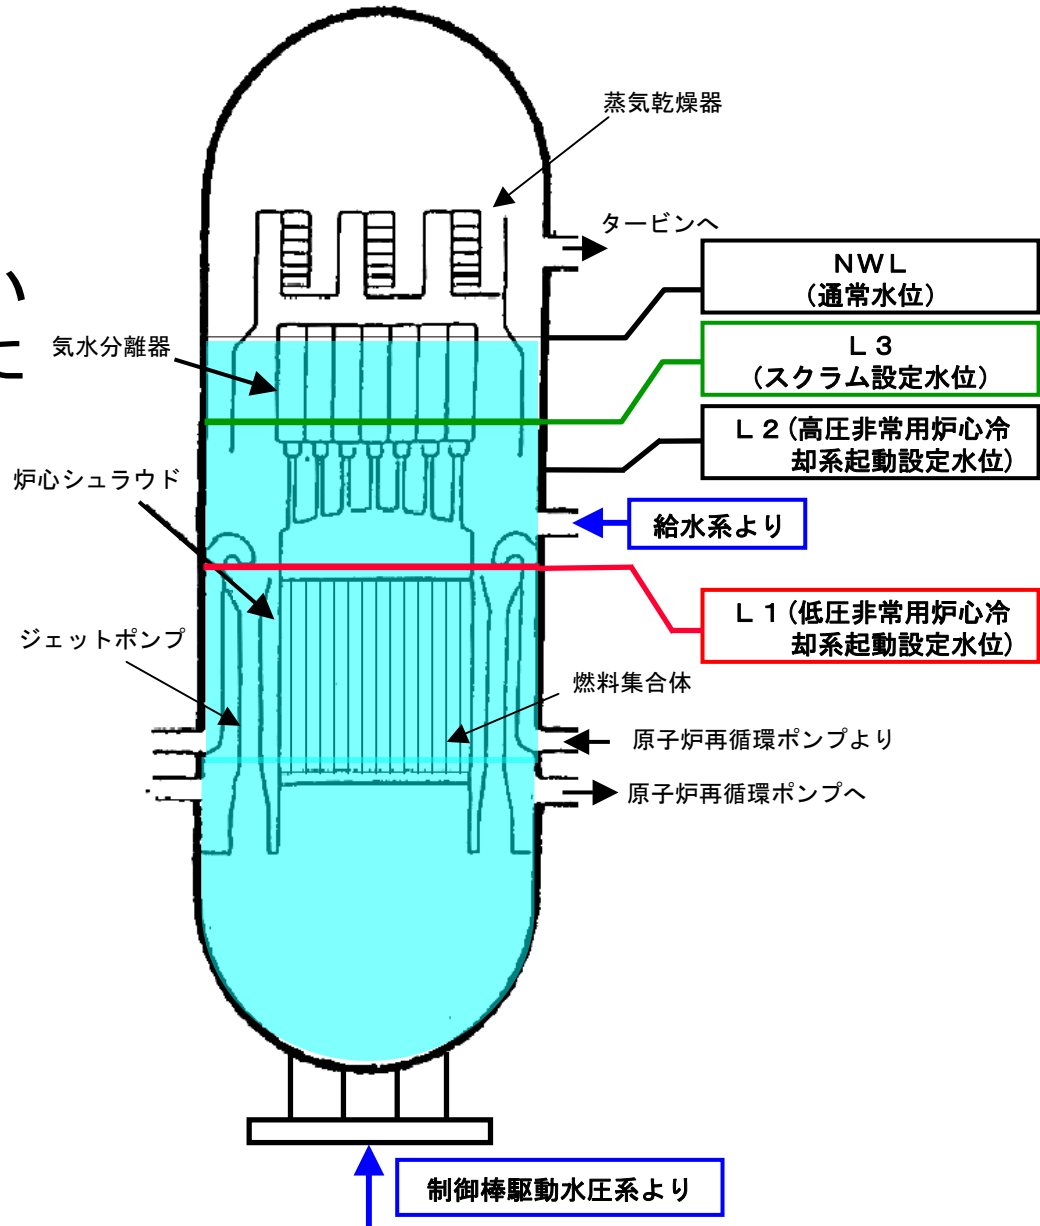 蒸気乾燥器
タービンへ
NWL
(通常水位)
い
た
気水分離器
L3
(スクラム設定水位)
L2(高圧非常用炉心冷
却系起動設定水位)
炉心シュラウド
給水系より
L1(低圧非常用炉心冷
却系起動設定水位)
ジェットポンプ
燃料集合体
原子炉再循環ポンプより
原子炉再循環ポンプへ
制御棒駆動水圧系より